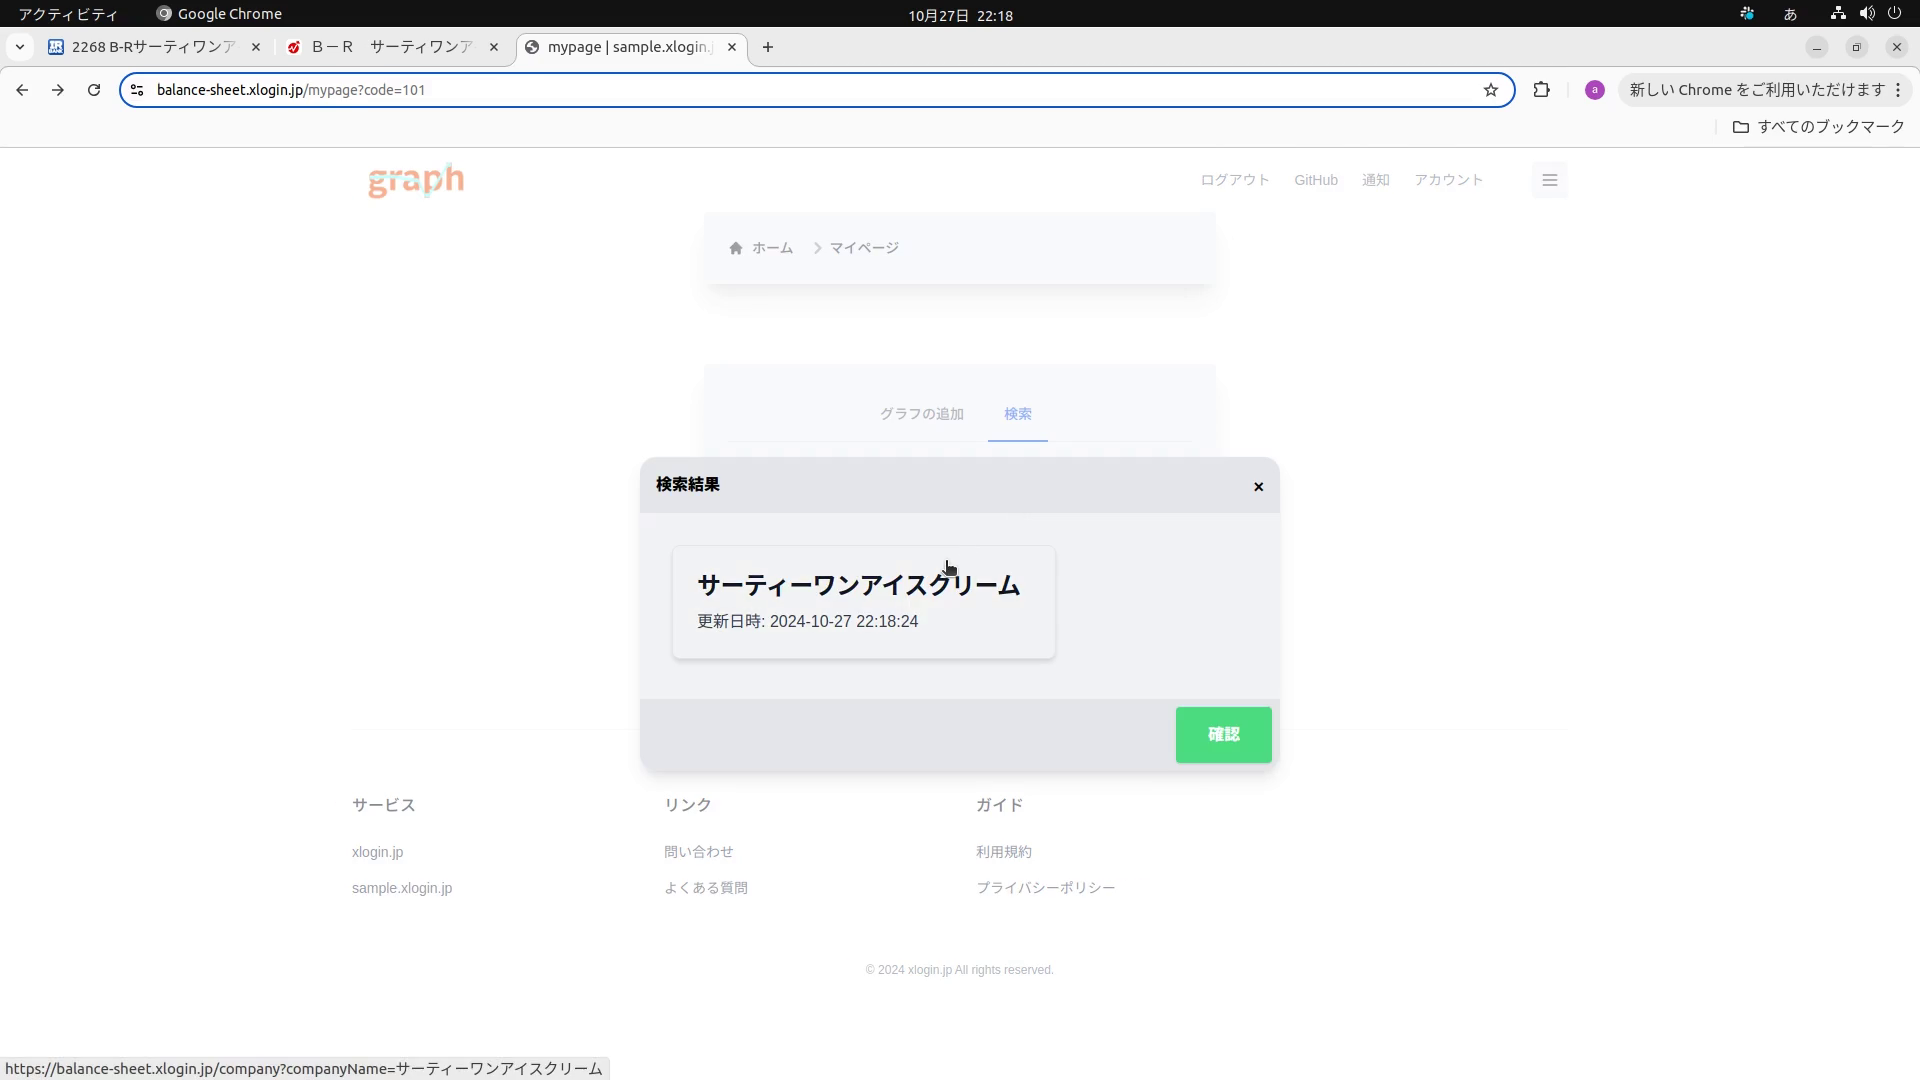 アクティビティ
Google Chrome
10月27日 22:18
あ
2268 B-Rサーティワンア
B－R サーティワンア
mypage | sample.xlogin.j
balance-sheet.xlogin.jp/mypage?code=101
a
新しい Chrome をご利用いただけます
すべてのブックマーク
graph
ログアウト
GitHub
通知
アカウント
ホーム
マイページ
グラフの追加
検索
検索結果
×
サーティーワンアイスクリーム
更新日時: 2024-10-27 22:18:24
確認
サービス
リンク
ガイド
xlogin.jp
問い合わせ
利用規約
sample.xlogin.jp
よくある質問
プライバシーポリシー
© 2024 xlogin.jp All rights reserved.
https://balance-sheet.xlogin.jp/company?companyName=サーティーワンアイスクリーム